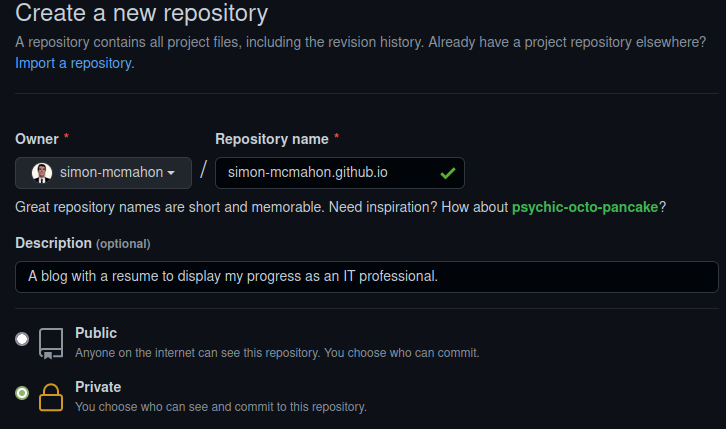 Create a new repository
A repository contains all project files, including the revision history. Already have a project repository elsewhere?
Import a repository.
Owner * Repository name *
simon-mcmahon / simon-mcmahon.github.io
Great repository names are short and memorable. Need inspiration? How about psychic-octo-pancake?
Description (optional)
A blog with a resume to display my progress as an IT professional.
Public
Anyone on the internet can see this repository. You choose who can commit.
Private
You choose who can see and commit to this repository.